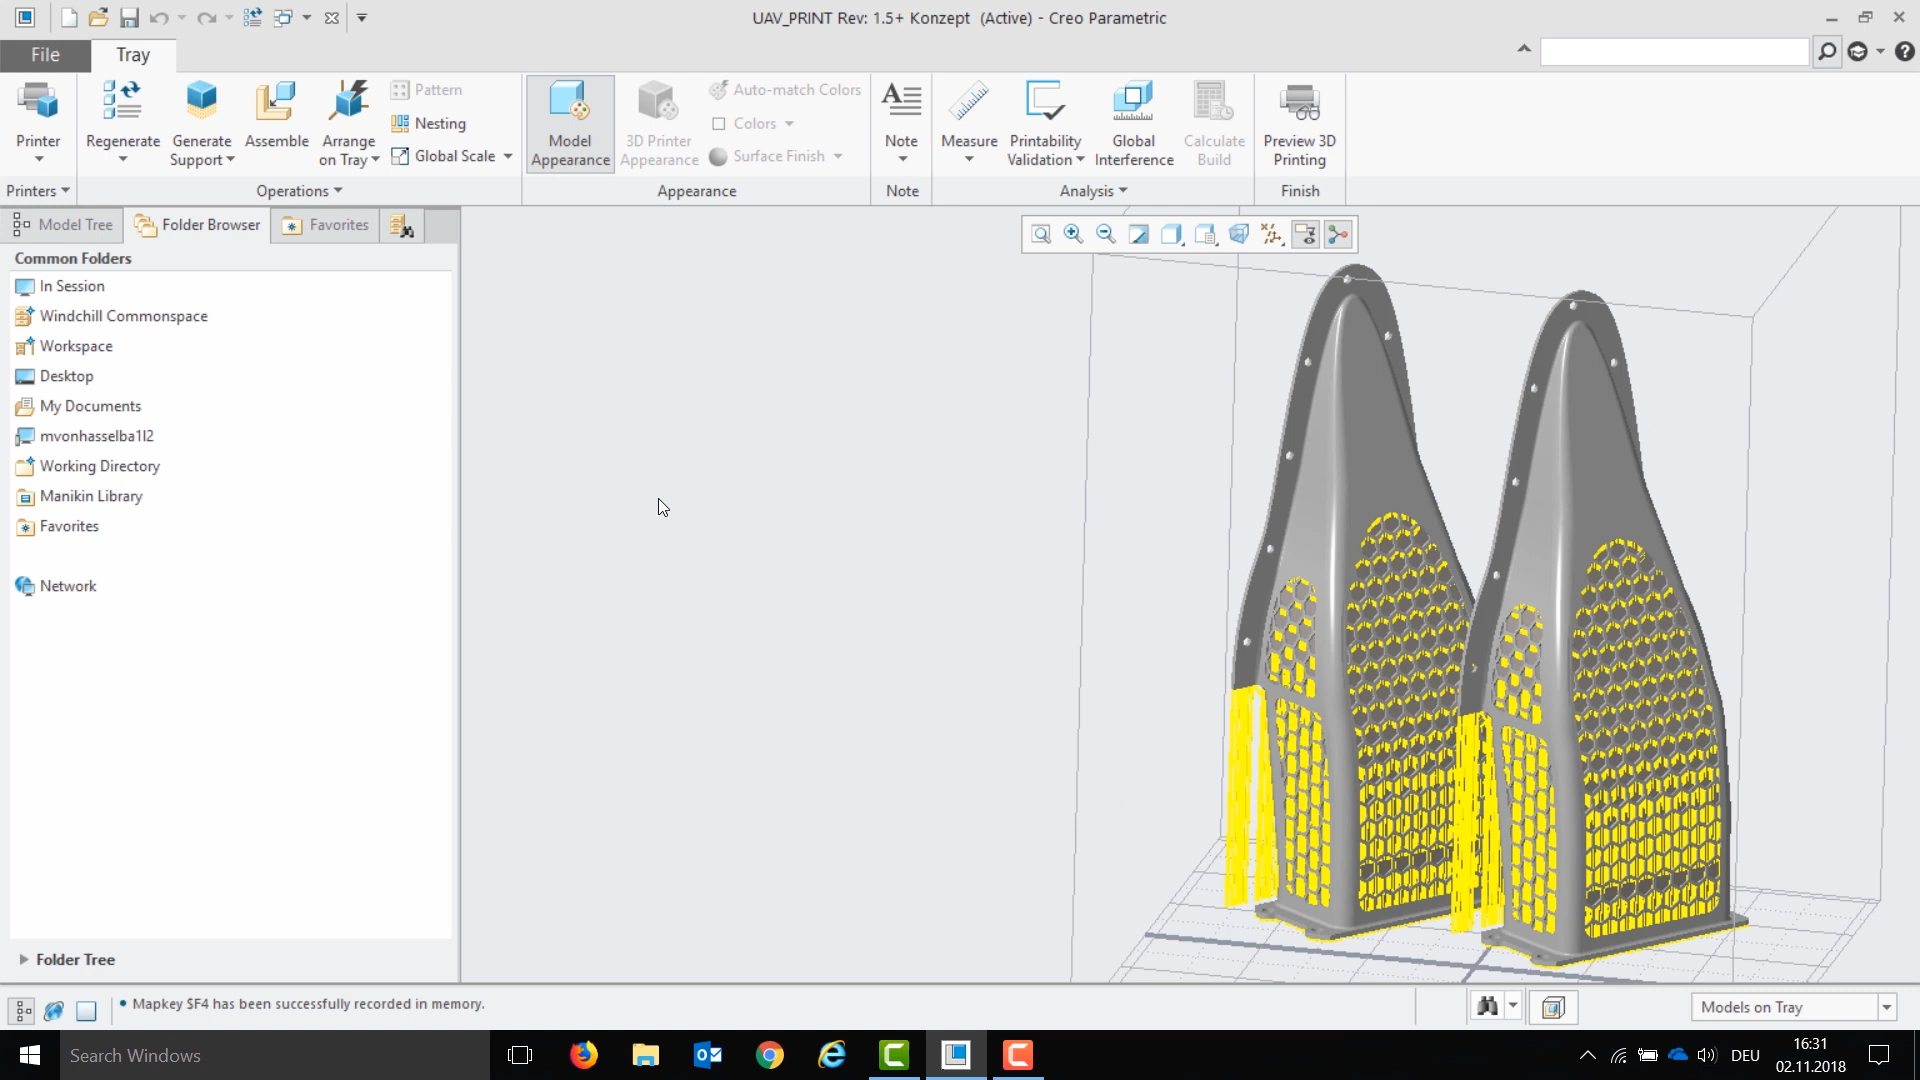 UAV_PRINT Rev: 1.5+ Konzept (Active) - Creo Parametric
File
Tray
Printer
Regenerate
Generate Support
Assemble
Arrange on Tray
Pattern
Nesting
Global Scale
Model Appearance
3D Printer Appearance
Auto-match Colors
Colors
Surface Finish
Note
Measure
Printability Validation
Global Interference
Calculate Build
Preview 3D Printing
Printers
Operations
Appearance
Note
Analysis
Finish
Model Tree
Folder Browser
Favorites
Common Folders
In Session
Windchill Commonspace
Workspace
Desktop
My Documents
mvonhasselba1l2
Working Directory
Manikin Library
Favorites
Network
Folder Tree
Mapkey $F4 has been successfully recorded in memory.
Models on Tray
Search Windows
DEU
16:31
02.11.2018